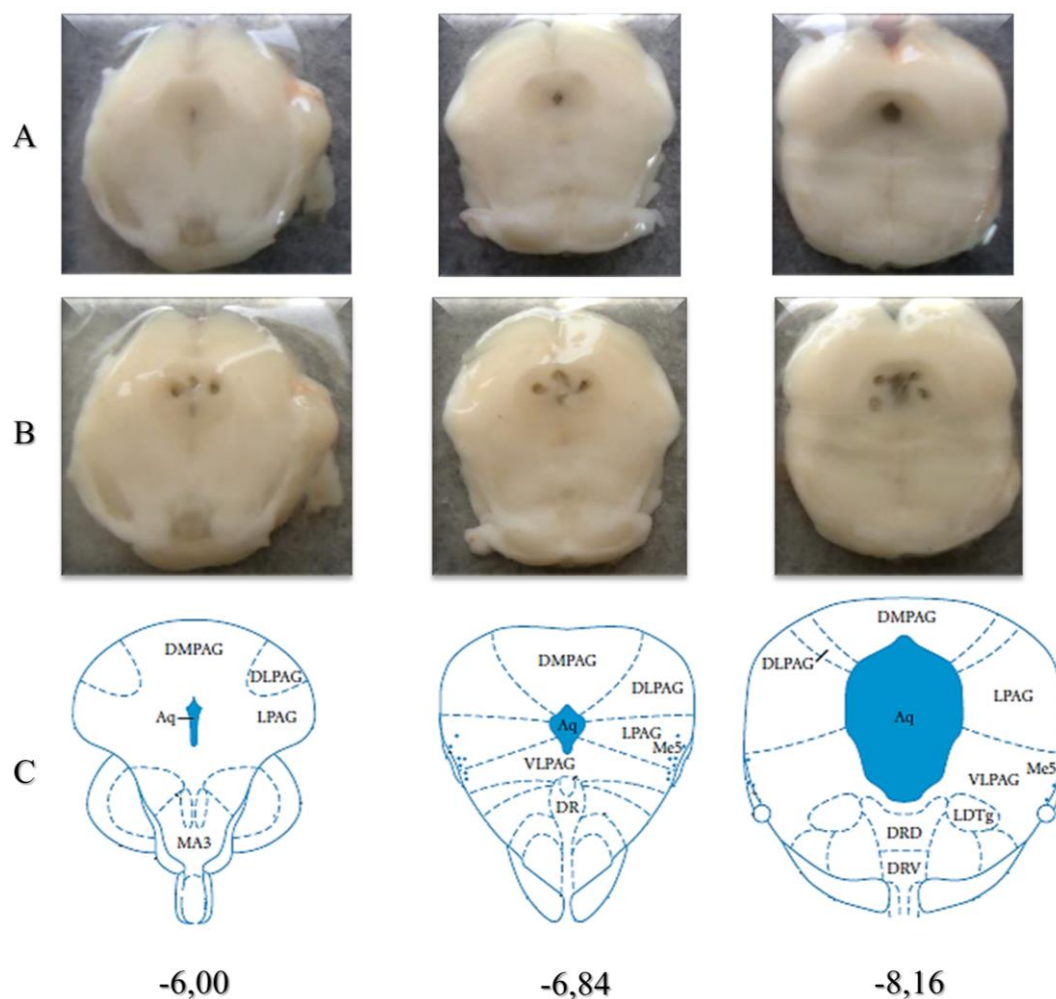 A
B
C
DMPAG
DLPAG
Aq
LPAG
MA3
DMPAG
DLPAG
Aq
LPAG
Me5
VLPAG
DR
DMPAG
DLPAG
LPAG
Aq
Me5
VLPAG
LDTg
DRD
DRV
-6,00
-6,84
-8,16